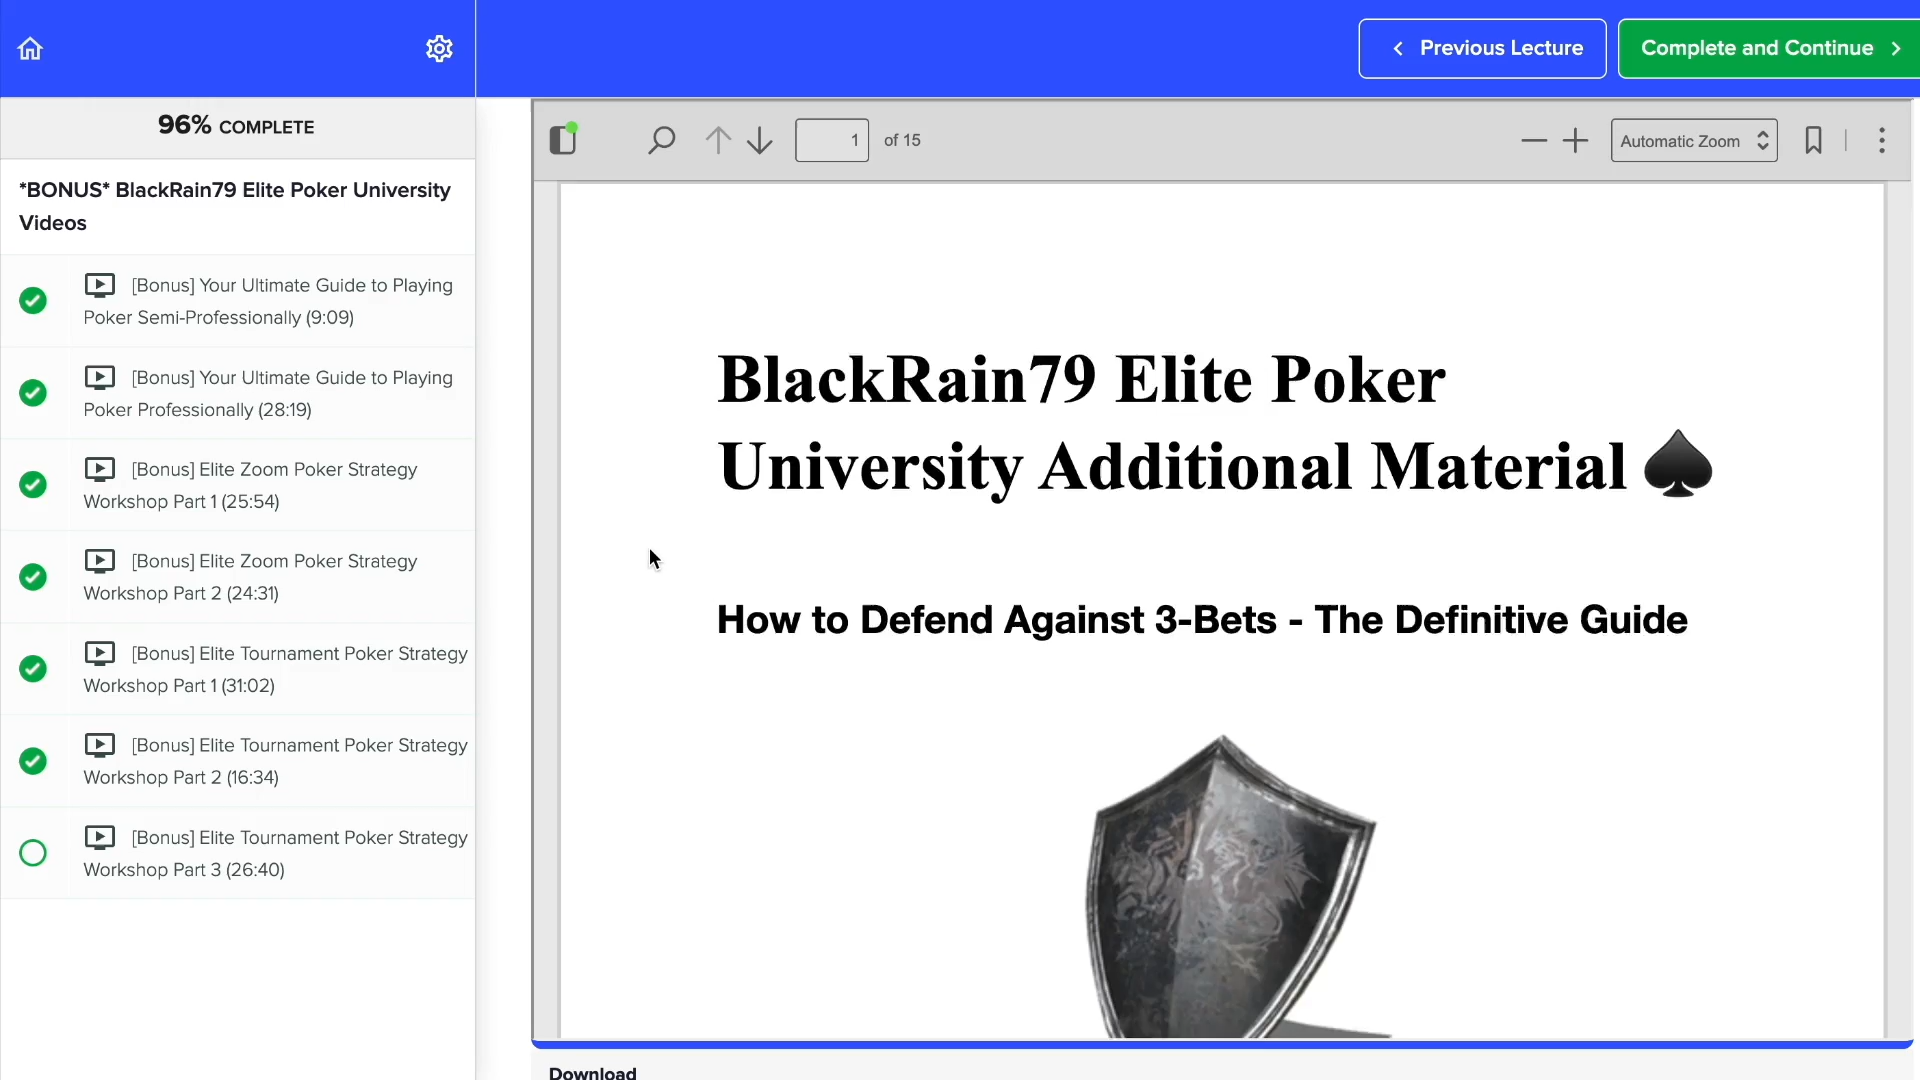 Previous Lecture
Complete and Continue
96% COMPLETE
*BONUS* BlackRain79 Elite Poker University
Videos
[Bonus] Your Ultimate Guide to Playing
Poker Semi-Professionally (9:09)
[Bonus] Your Ultimate Guide to Playing
Poker Professionally (28:19)
[Bonus] Elite Zoom Poker Strategy
Workshop Part 1 (25:54)
[Bonus] Elite Zoom Poker Strategy
Workshop Part 2 (24:31)
[Bonus] Elite Tournament Poker Strategy
Workshop Part 1 (31:02)
[Bonus] Elite Tournament Poker Strategy
Workshop Part 2 (16:34)
[Bonus] Elite Tournament Poker Strategy
Workshop Part 3 (26:40)
1 of 15
Automatic Zoom
BlackRain79 Elite Poker
University Additional Material
How to Defend Against 3-Bets - The Definitive Guide
Download